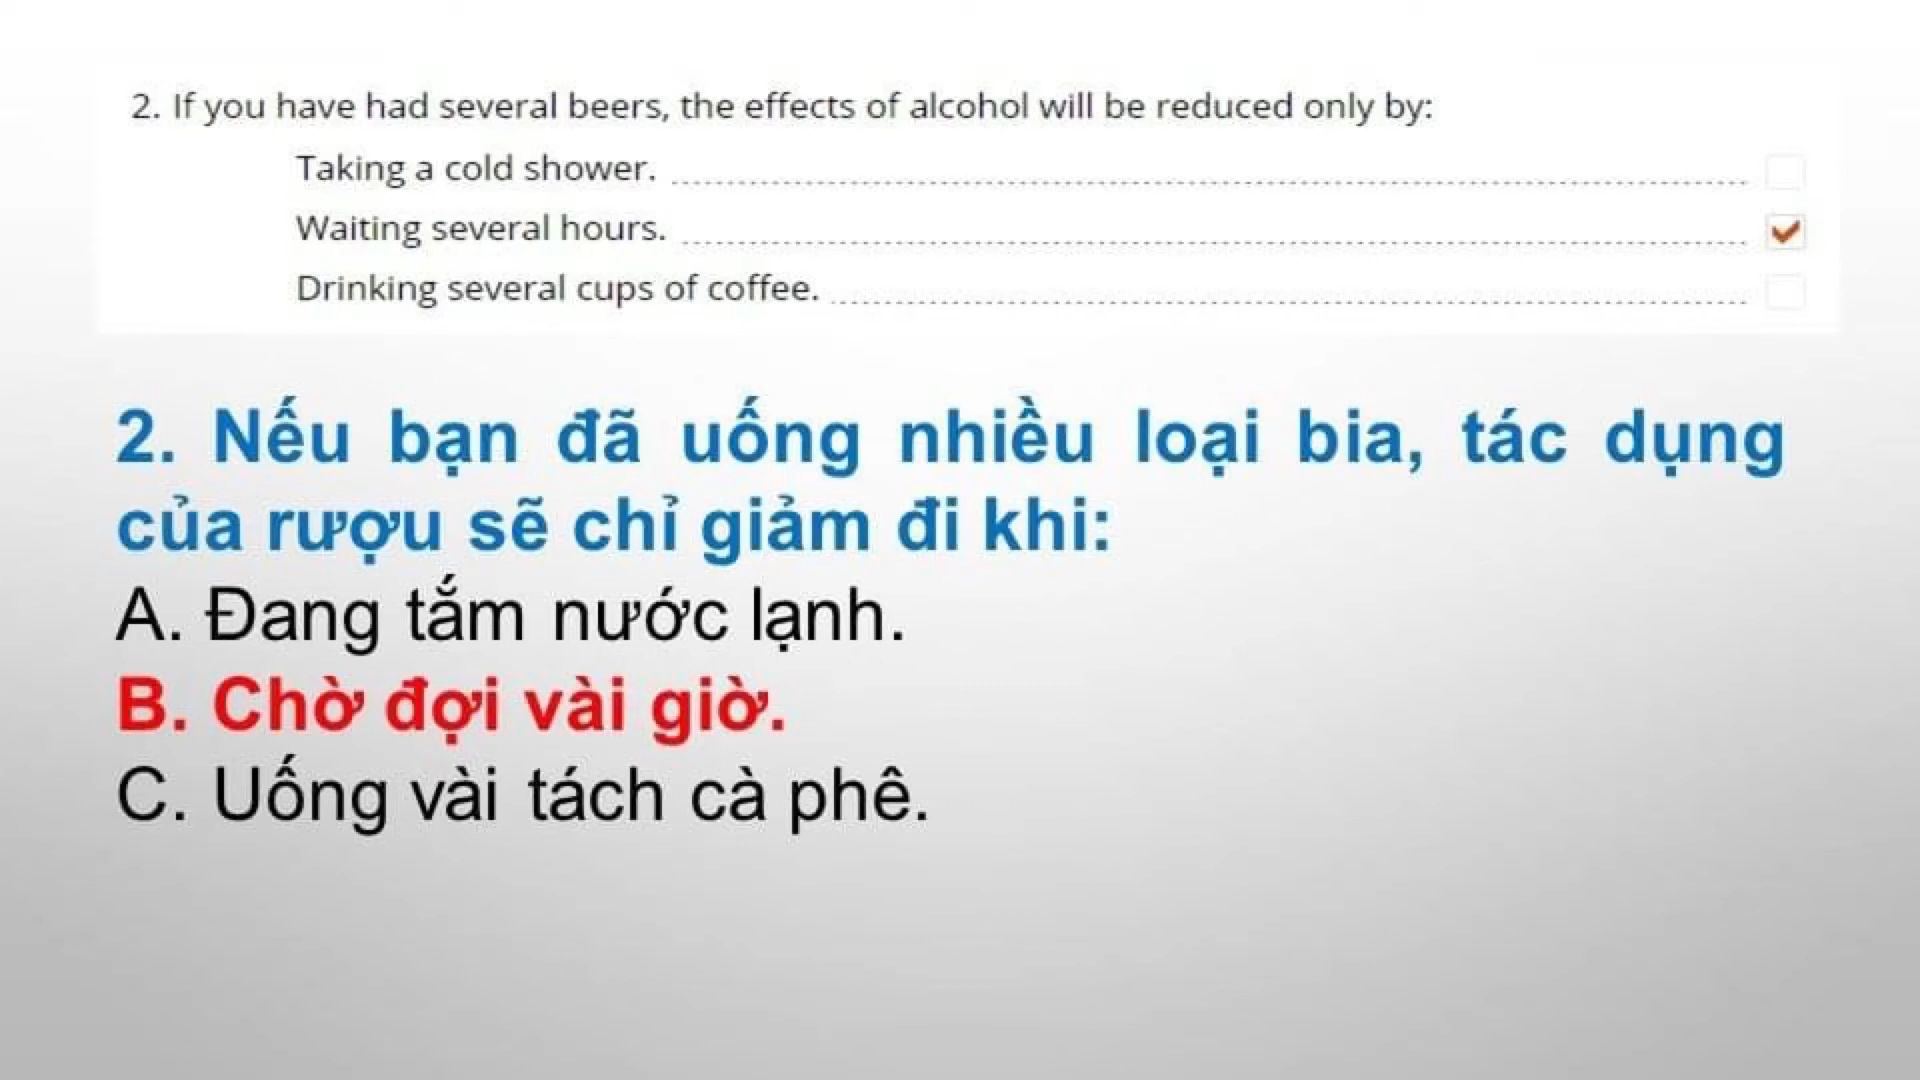 2. If you have had several beers, the effects of alcohol will be reduced only by:
Taking a cold shower.
Waiting several hours.
Drinking several cups of coffee.
2. Nếu bạn đã uống nhiều loại bia, tác dụng
của rượu sẽ chỉ giảm đi khi:
A. Đang tắm nước lạnh.
B. Chờ đợi vài giờ.
C. Uống vài tách cà phê.